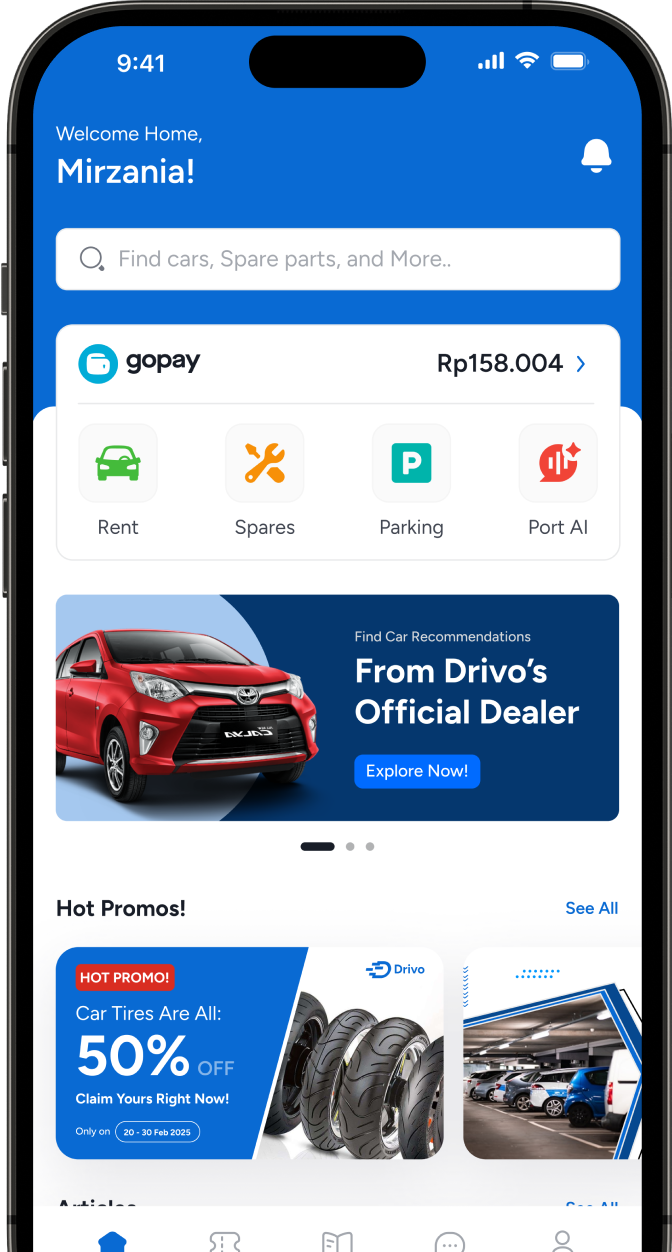 9:41
Welcome Home,
Mirzania!
Find cars, Spare parts, and More..
gopay
Rp158.004
Rent
Spares
Parking
Port AI
P
Find Car Recommendations
From Drivo’s
Official Dealer
Explore Now!
Hot Promos!
See All
HOT PROMO!
Drivo
Car Tires Are All:
50% OFF
Claim Yours Right Now!
Only on
20 - 30 Feb 2025
Articles
See All